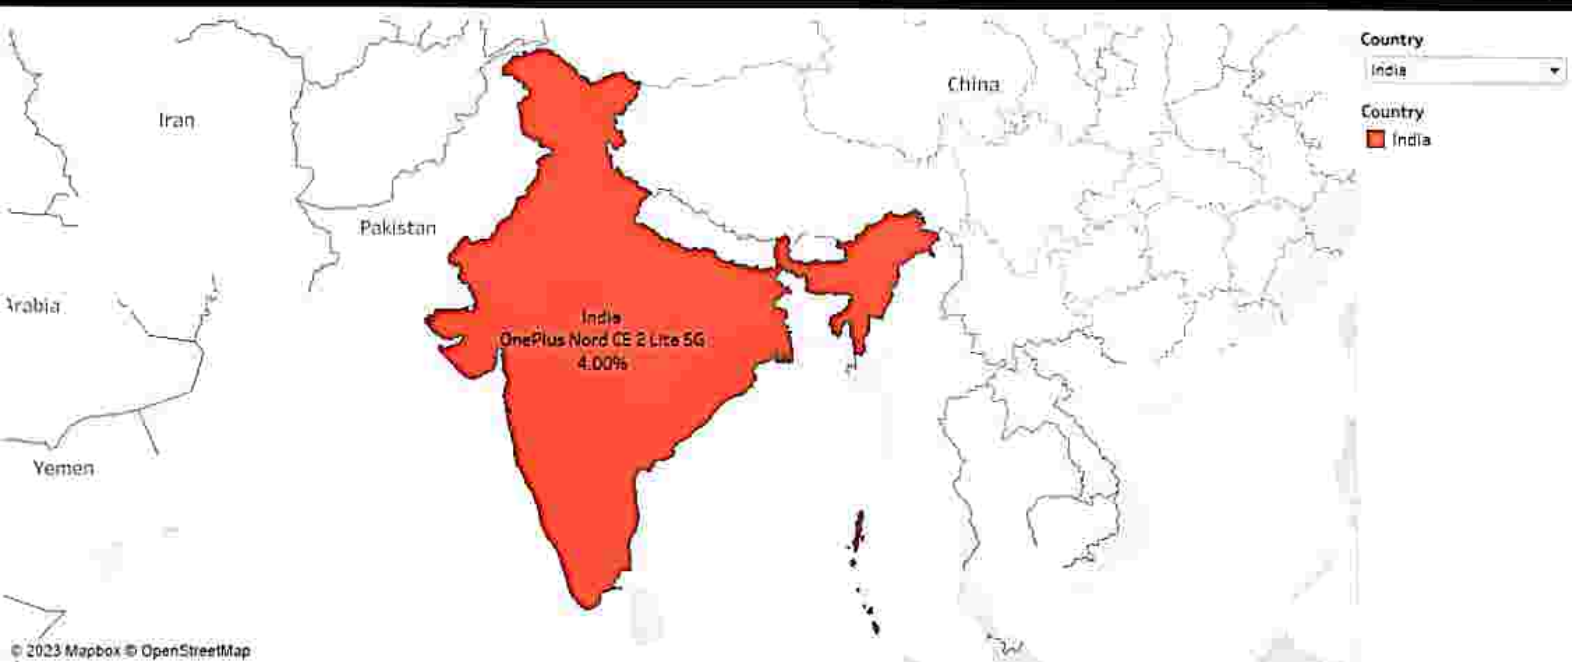 Country
India
Country
India
China
Iran
Pakistan
Arabia
India
OnePlus Nord CE 2 Lite 5G
4.00%
Yemen
© 2023 Mapbox © OpenStreetMap